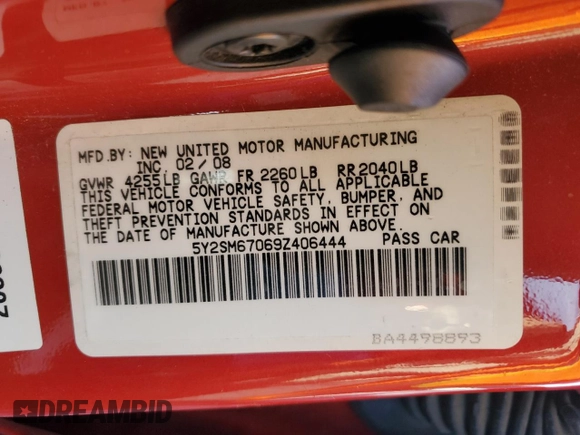 MFD.BY: NEW UNITED MOTOR MANUFACTURING
INC 02/08
GVWR 4255LB GAWR FR 2260LB RR 2040LB
THIS VEHICLE CONFORMS TO ALL APPLICABLE
FEDERAL MOTOR VEHICLE SAFETY, BUMPER, AND
THEFT PREVENTION STANDARDS IN EFFECT ON
THE DATE OF MANUFACTURE SHOWN ABOVE.
5Y2SM67069Z406444 PASS CAR
BA4498893
DREAMBID